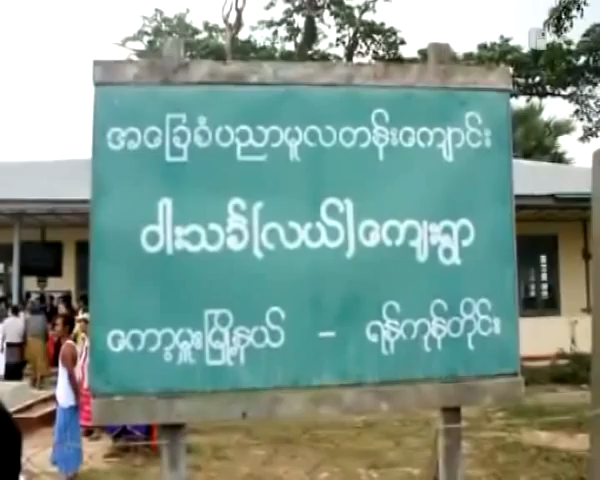 အခြေခံပညာမူလတန်းကျောင်း
ဝါးသင်္ခ(လယ်)ကျေးရွာ
ကော့မှူးမြို့နယ် – ရန်ကုန်တိုင်း